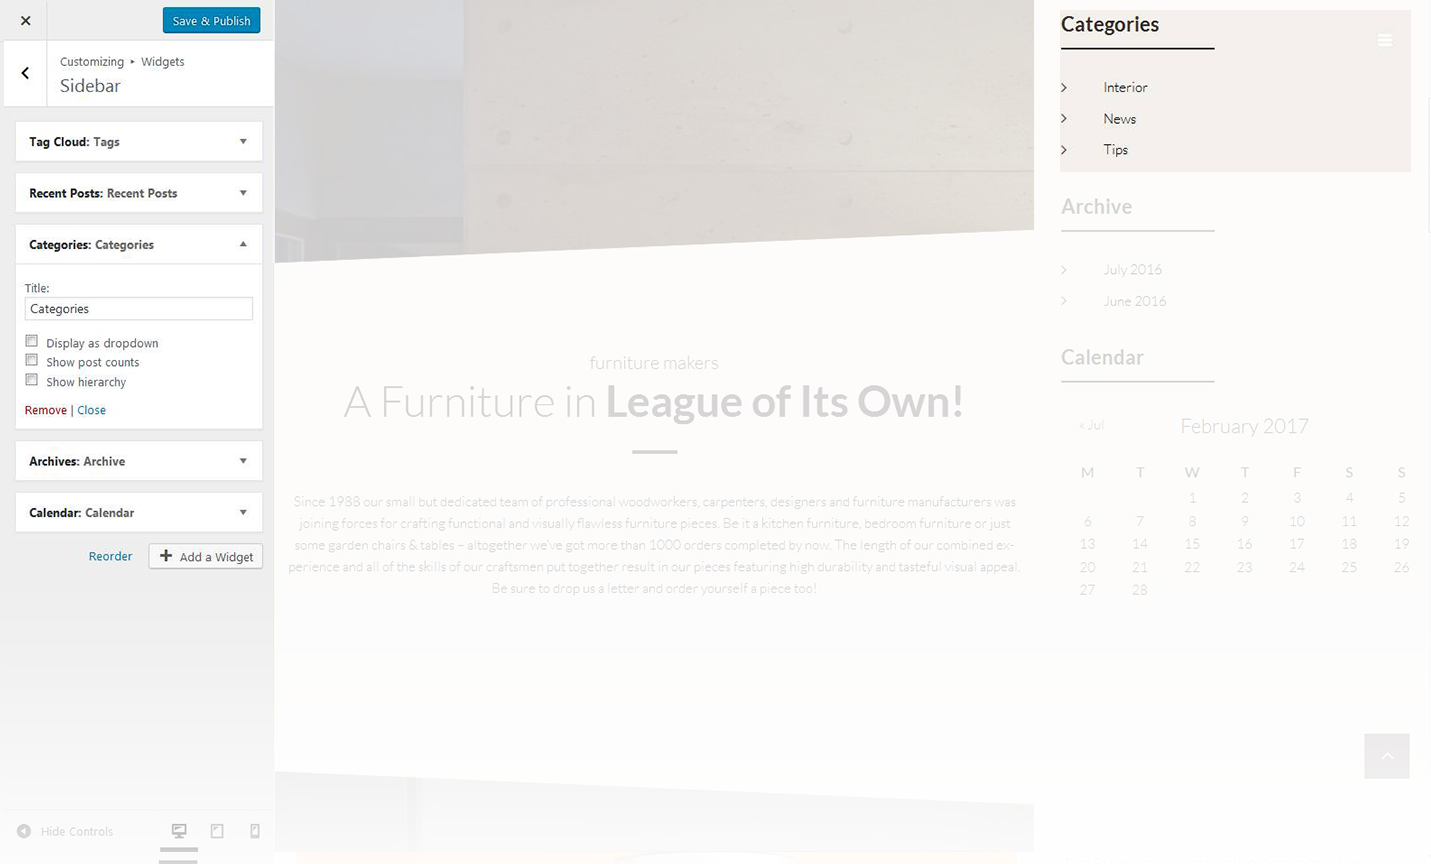 Save & Publish
Customizing ▸ Widgets
Sidebar
Tag Cloud: Tags
Recent Posts: Recent Posts
Categories: Categories
Title:
Categories
Display as dropdown
Show post counts
Show hierarchy
Remove | Close
Archives: Archive
Calendar: Calendar
Reorder
Add a Widget
Hide Controls
furniture makers
A Furniture in League of Its Own!
Since 1988 our small but dedicated team of professional woodworkers, carpenters, designers and furniture manufacturers was
joining forces for crafting functional and visually flawless furniture pieces. Be it a kitchen furniture, bedroom furniture or just
some garden chairs & tables – altogether we've got more than 1000 orders completed by now. The length of our combined ex-
perience and all of the skills of our craftsmen put together result in our pieces featuring high durability and tasteful visual appeal.
Be sure to drop us a letter and order yourself a piece too!
Categories
Interior
News
Tips
Archive
July 2016
June 2016
Calendar
« Jul February 2017
M T W T F S S
1 2 3 4 5
6 7 8 9 10 11 12
13 14 15 16 17 18 19
20 21 22 23 24 25 26
27 28